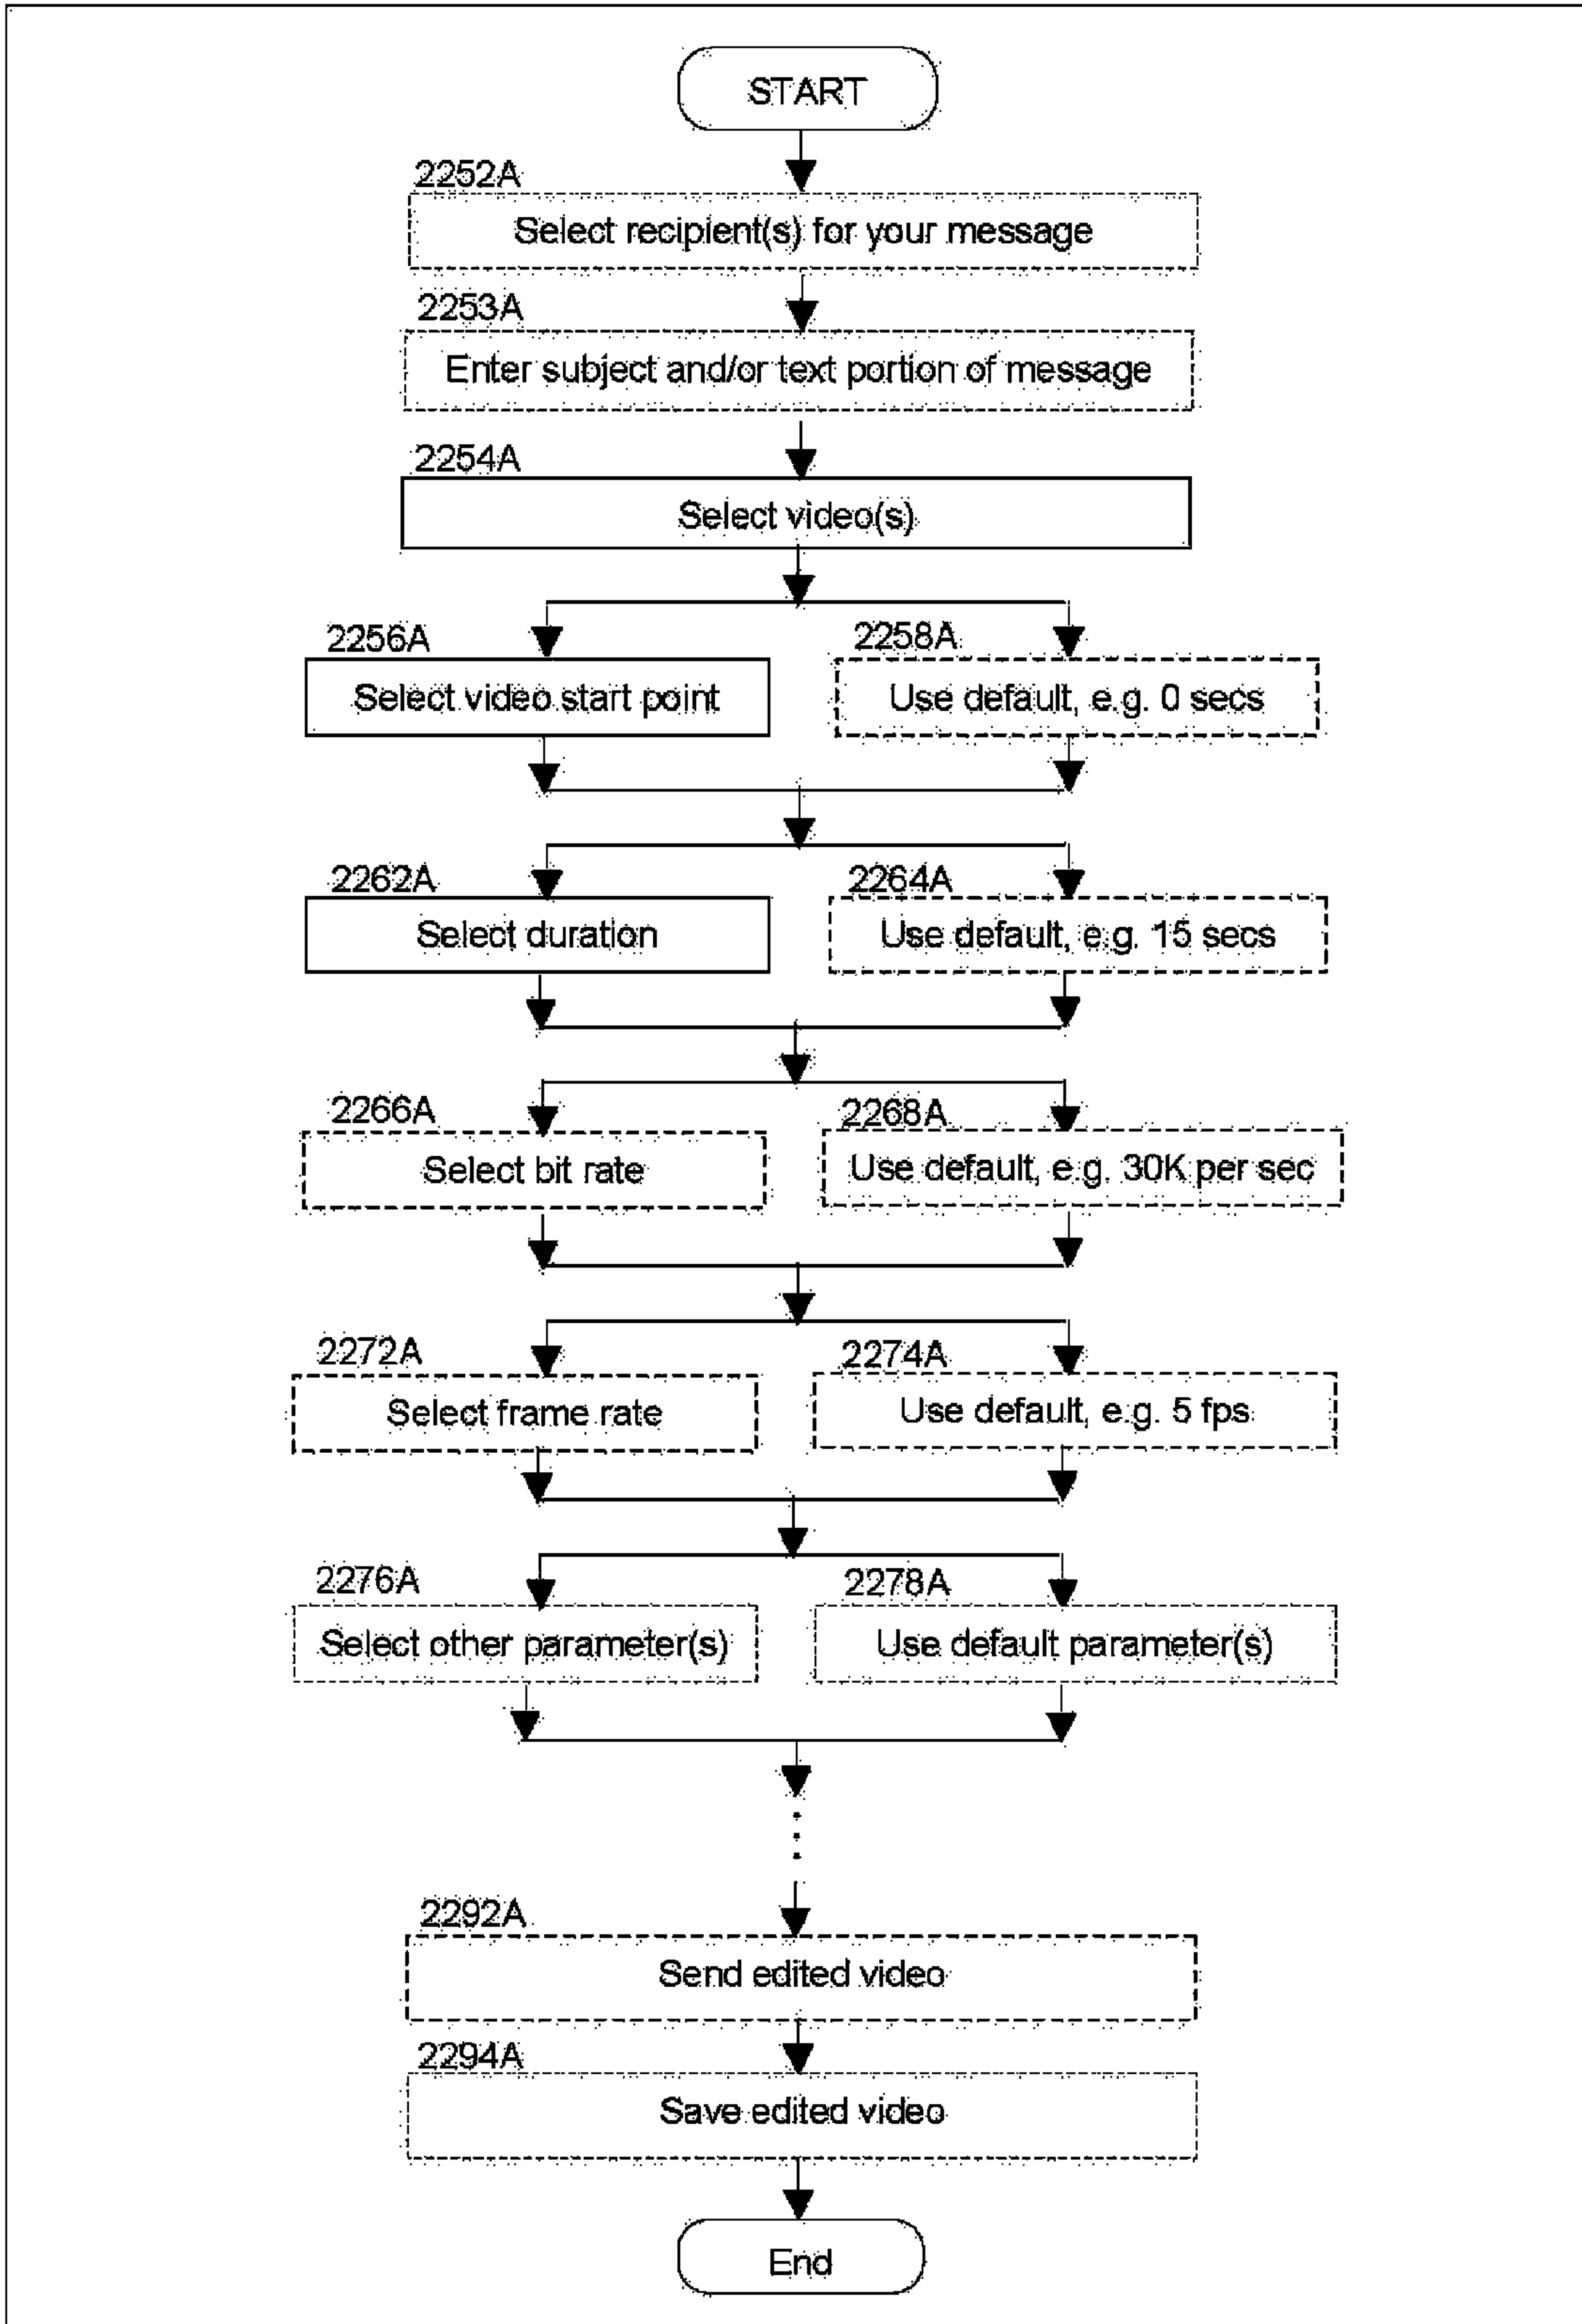 START
2252A
Select recipient(s) for your message
2253A
Enter subject and/or text portion of message
2254A
Select video(s)
2256A
2258A
Select video start point
Use default, e.g. 0 secs
2262A
2264A
Select duration
Use default, e.g. 15 secs
2266A
2268A
Select bit rate
Use default, e.g. 30K per sec
2272A
2274A
Select frame rate
Use default, e.g. 5 fps
2276A
2278A
Select other parameter(s)
Use default parameter(s)
2292A
Send edited video
2294A
Save edited video
End